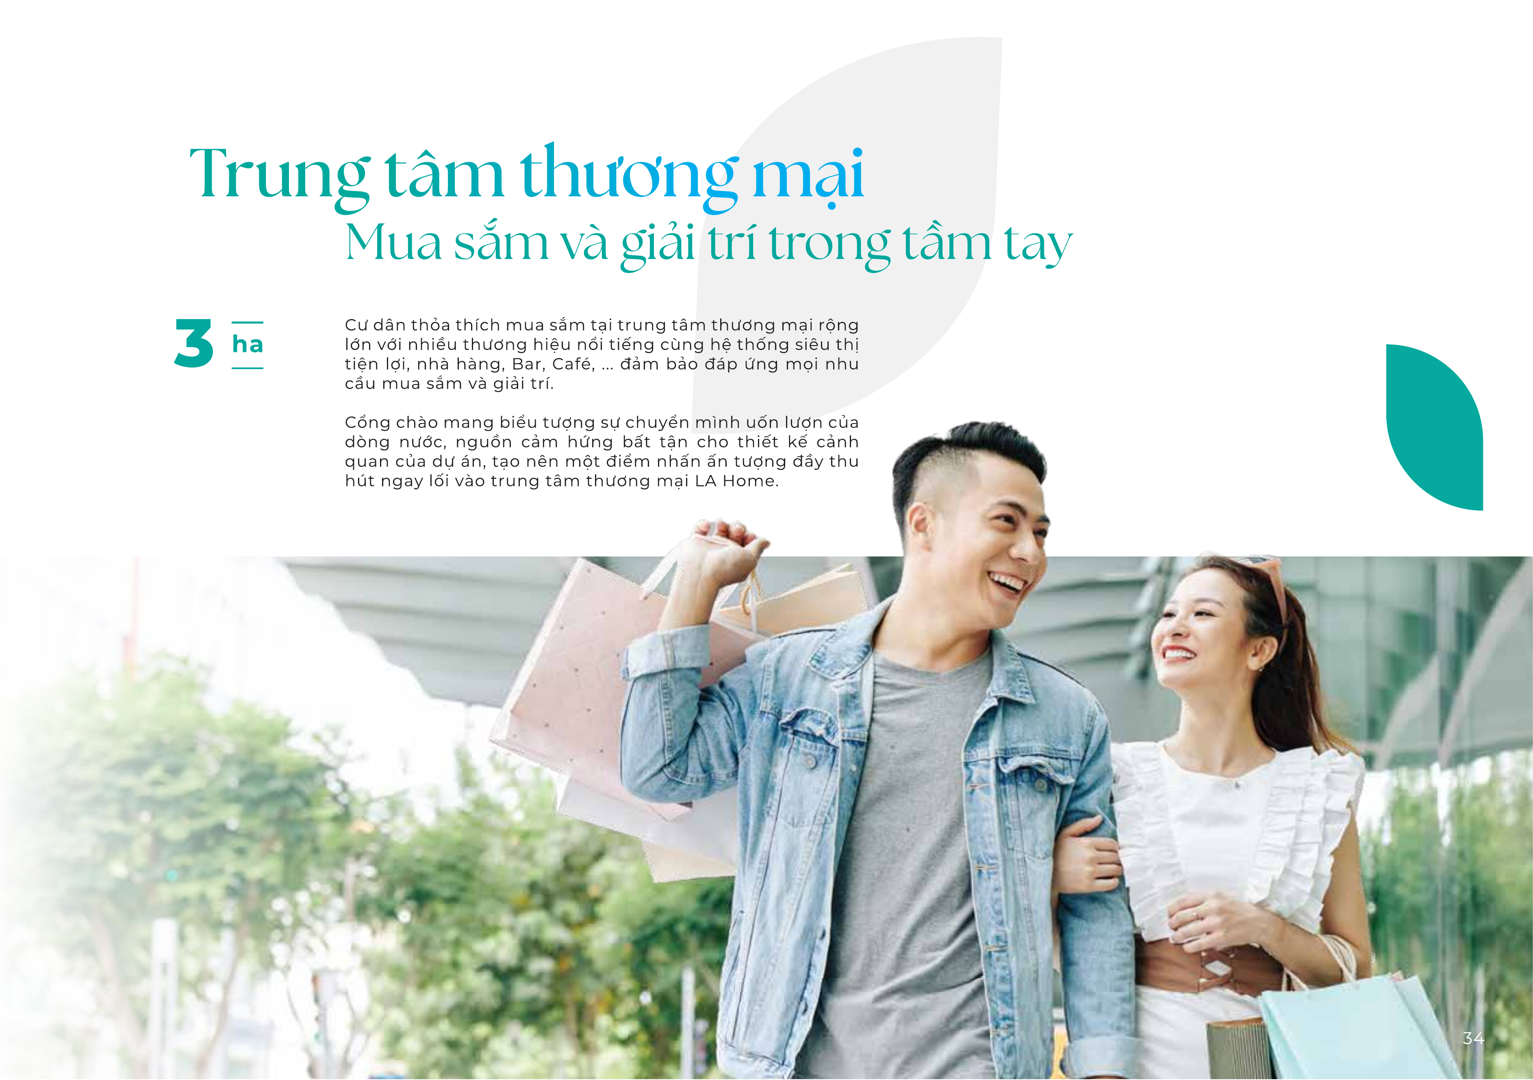 Trung tâm thương mại
Mua sắm và giải trí trong tầm tay
3 ha
Cư dân thỏa thích mua sắm tại trung tâm thương mại rộng
lớn với nhiều thương hiệu nổi tiếng cùng hệ thống siêu thị
tiện lợi, nhà hàng, Bar, Café, ... đảm bảo đáp ứng mọi nhu
cầu mua sắm và giải trí.
Cổng chào mang biểu tượng sự chuyển mình uốn lượn của
dòng nước, nguồn cảm hứng bất tận cho thiết kế cảnh
quan của dự án, tạo nên một điểm nhấn ấn tượng đầy thu
hút ngay lối vào trung tâm thương mại LA Home.
34